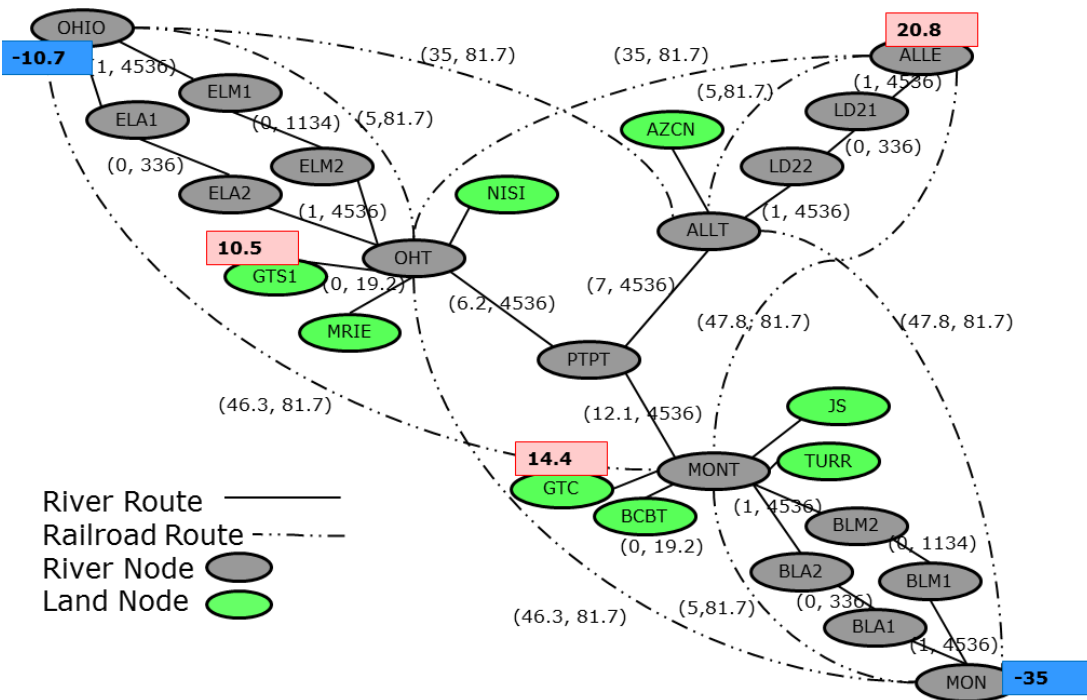 OHIO
-10.7
20.8
ALLE
(1, 4536)
ELM1
ELA1
(0, 1134)
(5,81.7)
(35, 81.7)
(35, 81.7)
(5,81.7)
(1, 4536)
LD21
AZCN
(0, 336)
LD22
(0, 336)
ELM2
ELA2
NISI
(1, 4536)
(1, 4536)
ALLT
10.5
GTS1
OHT
(0, 19.2)
(6.2, 4536)
(7, 4536)
MRIE
(47.8, 81.7)
(47.8, 81.7)
PTPT
(46.3, 81.7)
(12.1, 4536)
JS
14.4
GTC
MONT
TURR
BCBT
(1, 4536)
BLM2
(0, 19.2)
(0, 1134)
BLA2
BLM1
(0, 336)
(5,81.7)
(46.3, 81.7)
BLA1
(1, 4536)
MON
-35
River Route
Railroad Route
River Node
Land Node